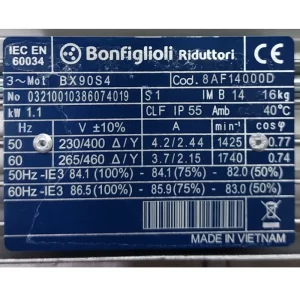 IEC EN 60034
Bonfiglioli Riduttori
CE
3~Mot BX90S4 Cod. 8AF14000D
No 03210010386074019 S1 IM B 14 16kg
kW 1.1 CLF IP 55 Amb 40°C
Hz V ±10% A min-1 cosφ
50 230/400 Δ/Y 4.2/2.44 1425 0.77
60 265/460 Δ/Y 3.7/2.15 1740 0.74
50Hz-IE3 84.1 (100%) - 84.1 (75%) - 82.0 (50%)
60Hz-IE3 86.5 (100%) - 85.9 (75%) - 83.0 (50%)
MADE IN VIETNAM